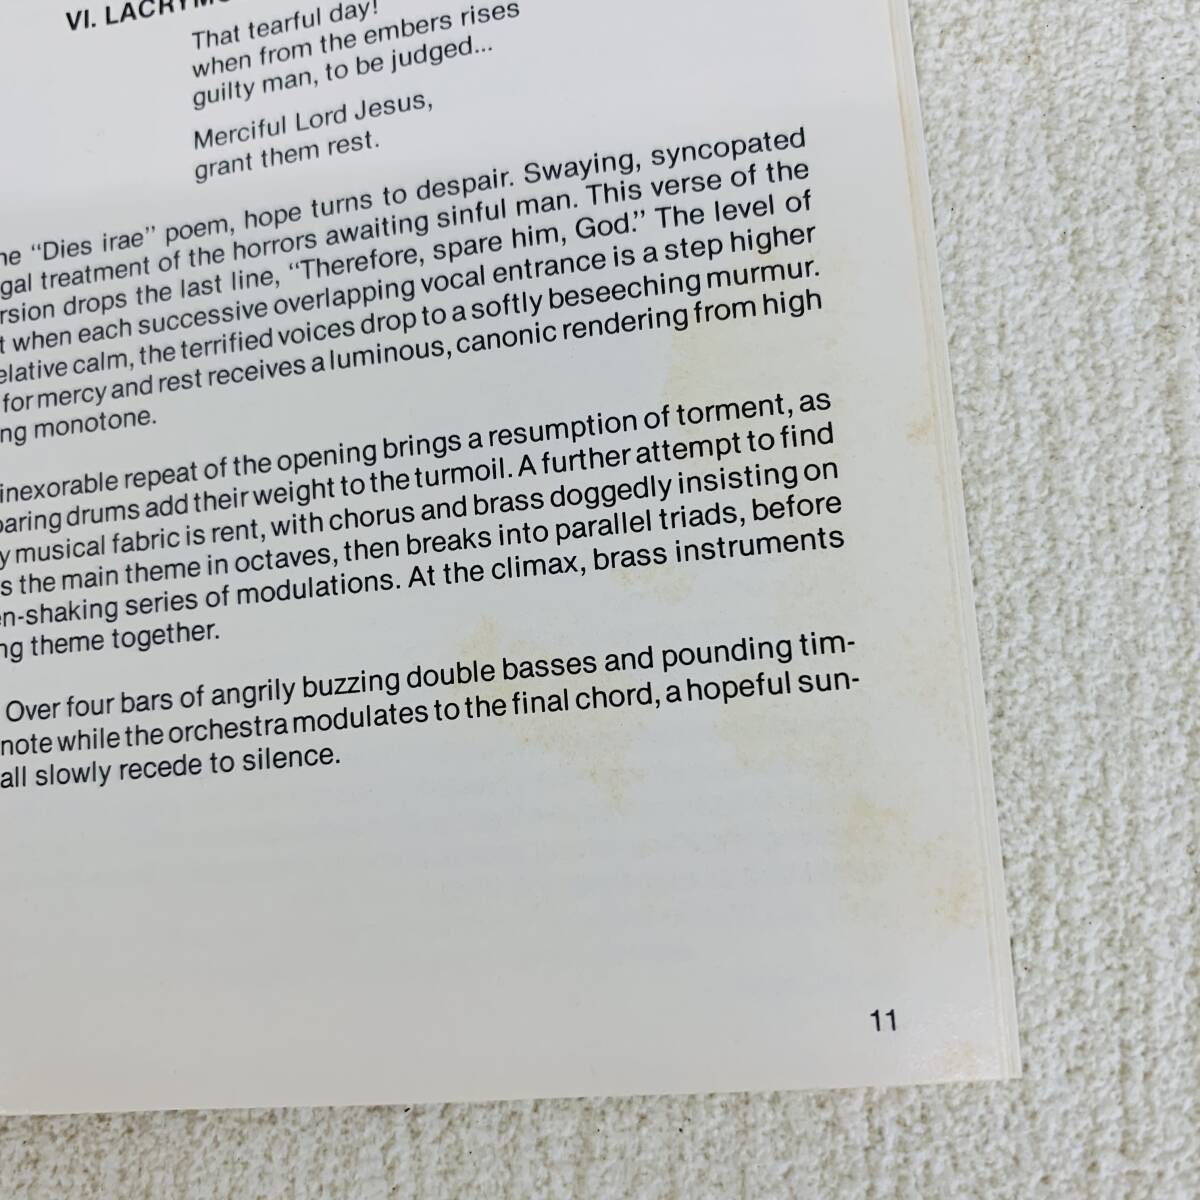 VI. LACRYMO
That tearful day!
when from the embers rises
guilty man, to be judged...
Merciful Lord Jesus,
grant them rest.
"Dies irae" poem, hope turns to despair. Swaying, syncopated
gal treatment of the horrors awaiting sinful man. This verse of the
rsion drops the last line, "Therefore, spare him, God." The level of
t when each successive overlapping vocal entrance is a step higher
elative calm, the terrified voices drop to a softly beseeching murmur.
for mercy and rest receives a luminous, canonic rendering from high
ng monotone.
inexorable repeat of the opening brings a resumption of torment, as
oaring drums add their weight to the turmoil. A further attempt to find
y musical fabric is rent, with chorus and brass doggedly insisting on
s the main theme in octaves, then breaks into parallel triads, before
n-shaking series of modulations. At the climax, brass instruments
ng theme together.
Over four bars of angrily buzzing double basses and pounding tim-
note while the orchestra modulates to the final chord, a hopeful sun-
all slowly recede to silence.
11